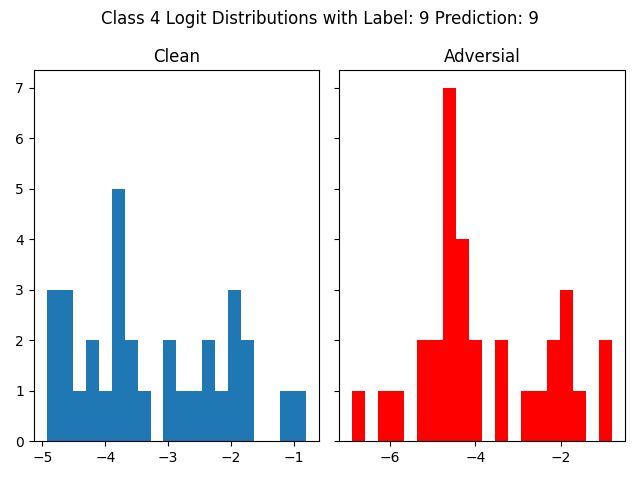 Class 4 Logit Distributions with Label: 9 Prediction: 9
Clean
Adversial
7
6
5
4
3
2
1
0
−5 −4 −3 −2 −1
−6 −4 −2